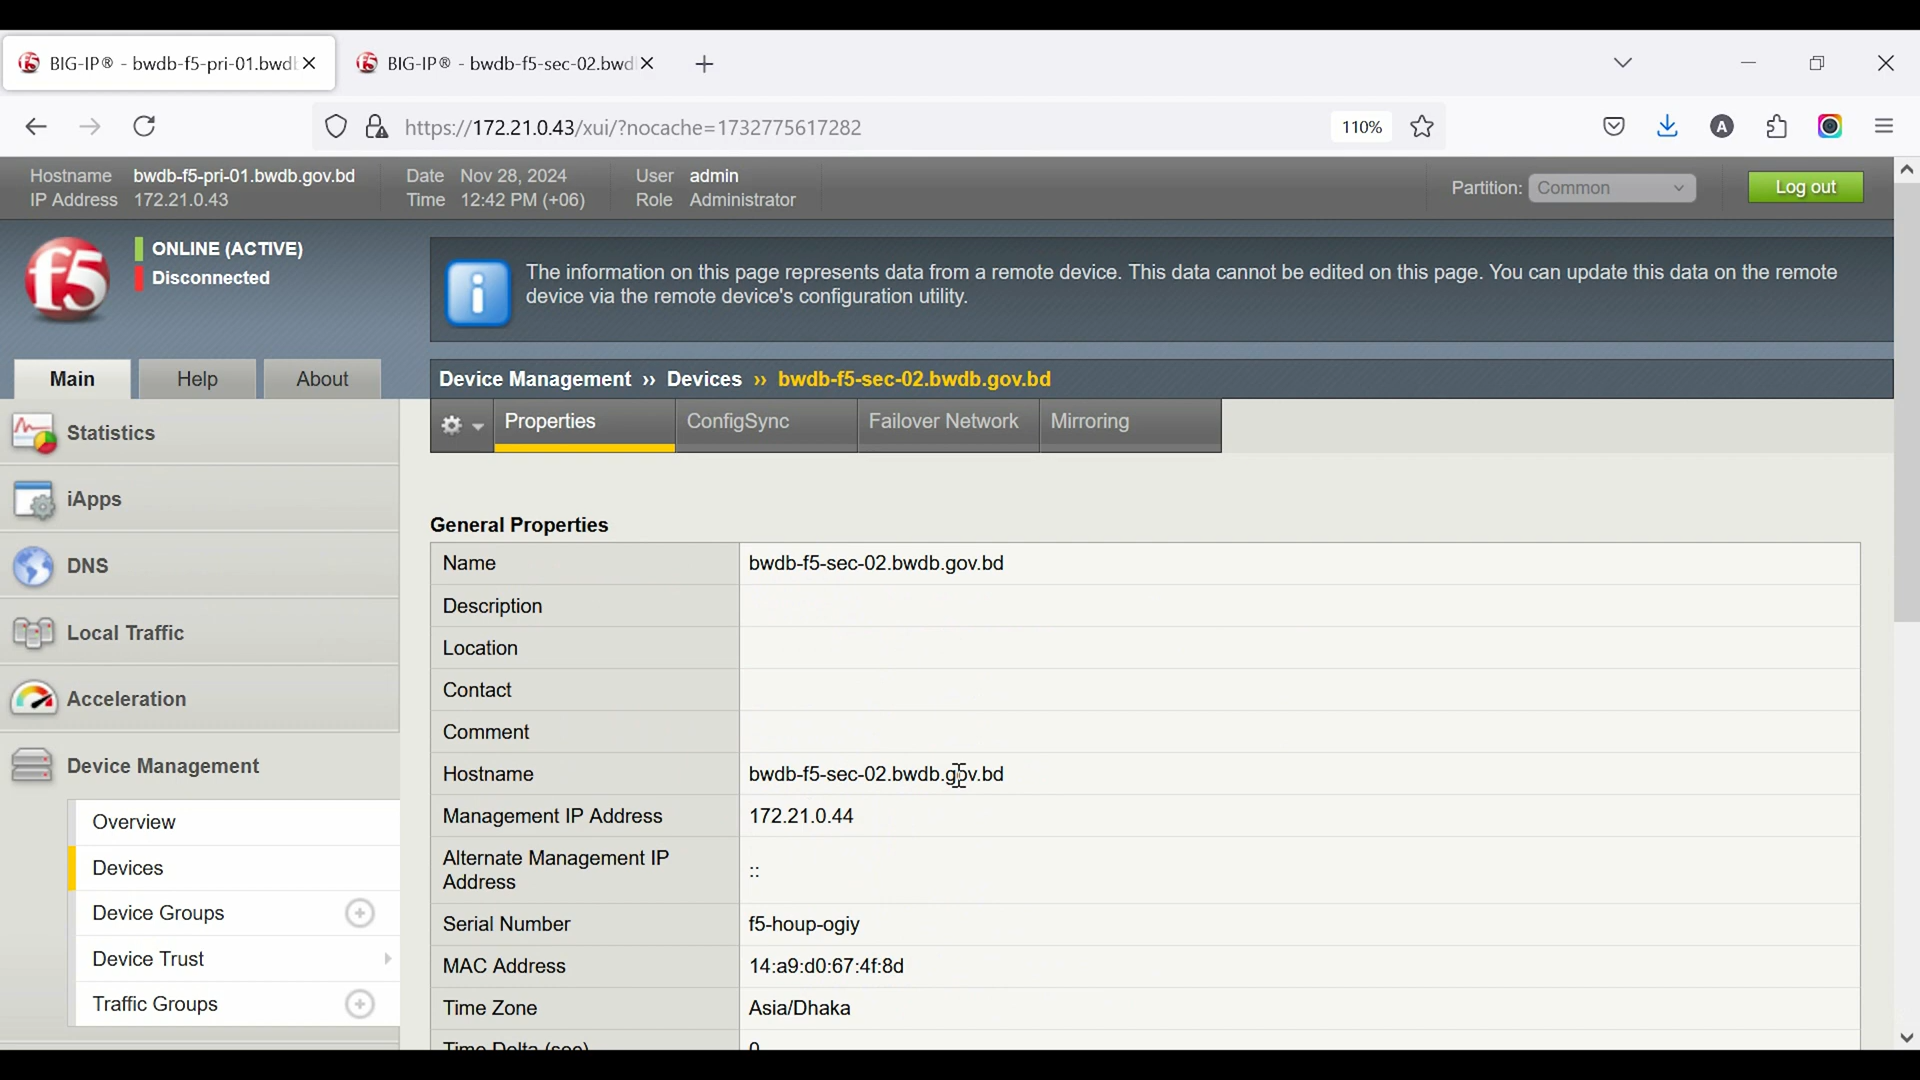 BIG-IP® - bwdb-f5-pri-01.bwd
BIG-IP® - bwdb-f5-sec-02.bwd
https://172.21.0.43/xui/?nocache=1732775617282
110%
A
Hostname bwdb-f5-pri-01.bwdb.gov.bd
IP Address 172.21.0.43
Date Nov 28, 2024
Time 12:42 PM (+06)
User admin
Role Administrator
Partition: Common
Log out
f5
ONLINE (ACTIVE)
Disconnected
The information on this page represents data from a remote device. This data cannot be edited on this page. You can update this data on the remote
device via the remote device's configuration utility.
Main
Help
About
Device Management ›› Devices ›› bwdb-f5-sec-02.bwdb.gov.bd
Properties
ConfigSync
Failover Network
Mirroring
Statistics
iApps
DNS
Local Traffic
Acceleration
Device Management
Overview
Devices
Device Groups
Device Trust
Traffic Groups
General Properties
Name bwdb-f5-sec-02.bwdb.gov.bd
Description
Location
Contact
Comment
Hostname bwdb-f5-sec-02.bwdb.gov.bd
Management IP Address 172.21.0.44
Alternate Management IP
Address ::
Serial Number f5-houp-ogiy
MAC Address 14:a9:d0:67:4f:8d
Time Zone Asia/Dhaka
Time Delta (sec) 0